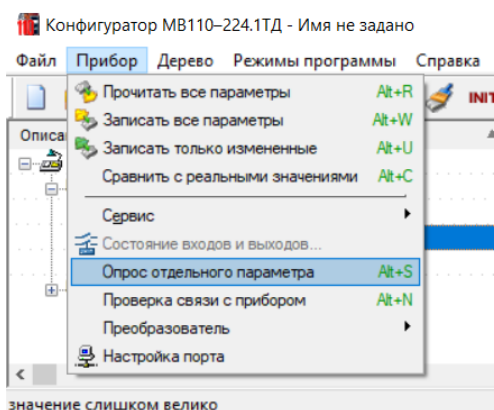 Конфигуратор МВ110–224.1ТД - Имя не задано
Файл Прибор Дерево Режимы программы Справка
Прочитать все параметры Alt+R
INIT
Записать все параметры Alt+W
Описа
Записать только измененные Alt+U
Сравнить с реальными значениями Alt+C
Сервис
Состояние входов и выходов...
Опрос отдельного параметра Alt+S
Проверка связи с прибором Alt+N
Преобразователь
Настройка порта
значение слишком велико